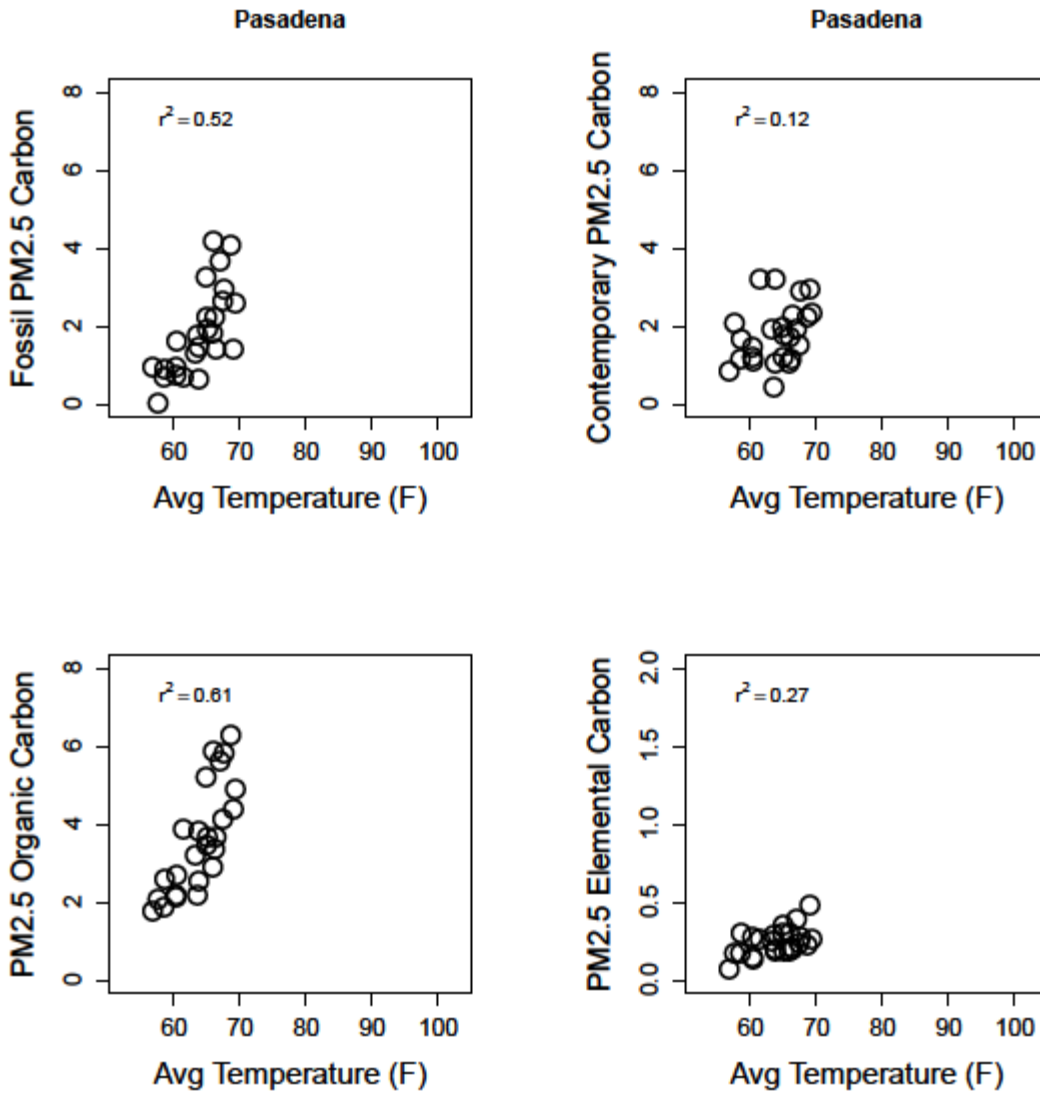 Pasadena
Fossil PM2.5 Carbon
8
6
4
2
0
r² = 0.52
60 70 80 90 100
Avg Temperature (F)
Pasadena
Contemporary PM2.5 Carbon
8
6
4
2
0
r² = 0.12
60 70 80 90 100
Avg Temperature (F)
PM2.5 Organic Carbon
8
6
4
2
0
r² = 0.61
60 70 80 90 100
Avg Temperature (F)
PM2.5 Elemental Carbon
2.0
1.5
1.0
0.5
0.0
r² = 0.27
60 70 80 90 100
Avg Temperature (F)